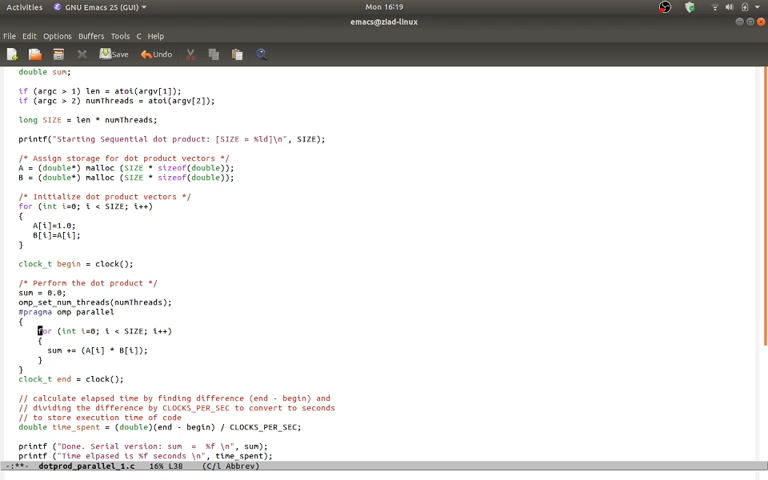 Activities GNU Emacs 25 (GUI) Mon 16:19
emacs@ziad-linux
File Edit Options Buffers Tools C Help
Save Undo
double sum;
if (argc > 1) len = atoi(argv[1]);
if (argc > 2) numThreads = atoi(argv[2]);
long SIZE = len * numThreads;
printf("Starting Sequential dot product: [SIZE = %ld]\n", SIZE);
/* Assign storage for dot product vectors */
A = (double*) malloc (SIZE * sizeof(double));
B = (double*) malloc (SIZE * sizeof(double));
/* Initialize dot product vectors */
for (int i=0; i < SIZE; i++)
{
A[i]=1.0;
B[i]=A[i];
}
clock_t begin = clock();
/* Perform the dot product */
sum = 0.0;
omp_set_num_threads(numThreads);
#pragma omp parallel
{
for (int i=0; i < SIZE; i++)
{
sum += (A[i] * B[i]);
}
}
clock_t end = clock();
// calculate elapsed time by finding difference (end - begin) and
// dividing the difference by CLOCKS_PER_SEC to convert to seconds
// to store execution time of code
double time_spent = (double)(end - begin) / CLOCKS_PER_SEC;
printf ("Done. Serial version: sum  =  %f \n", sum);
printf ("Time elpased is %f seconds \n", time_spent);
-:**- dotprod_parallel_1.c 16% L38 (C/l Abbrev)